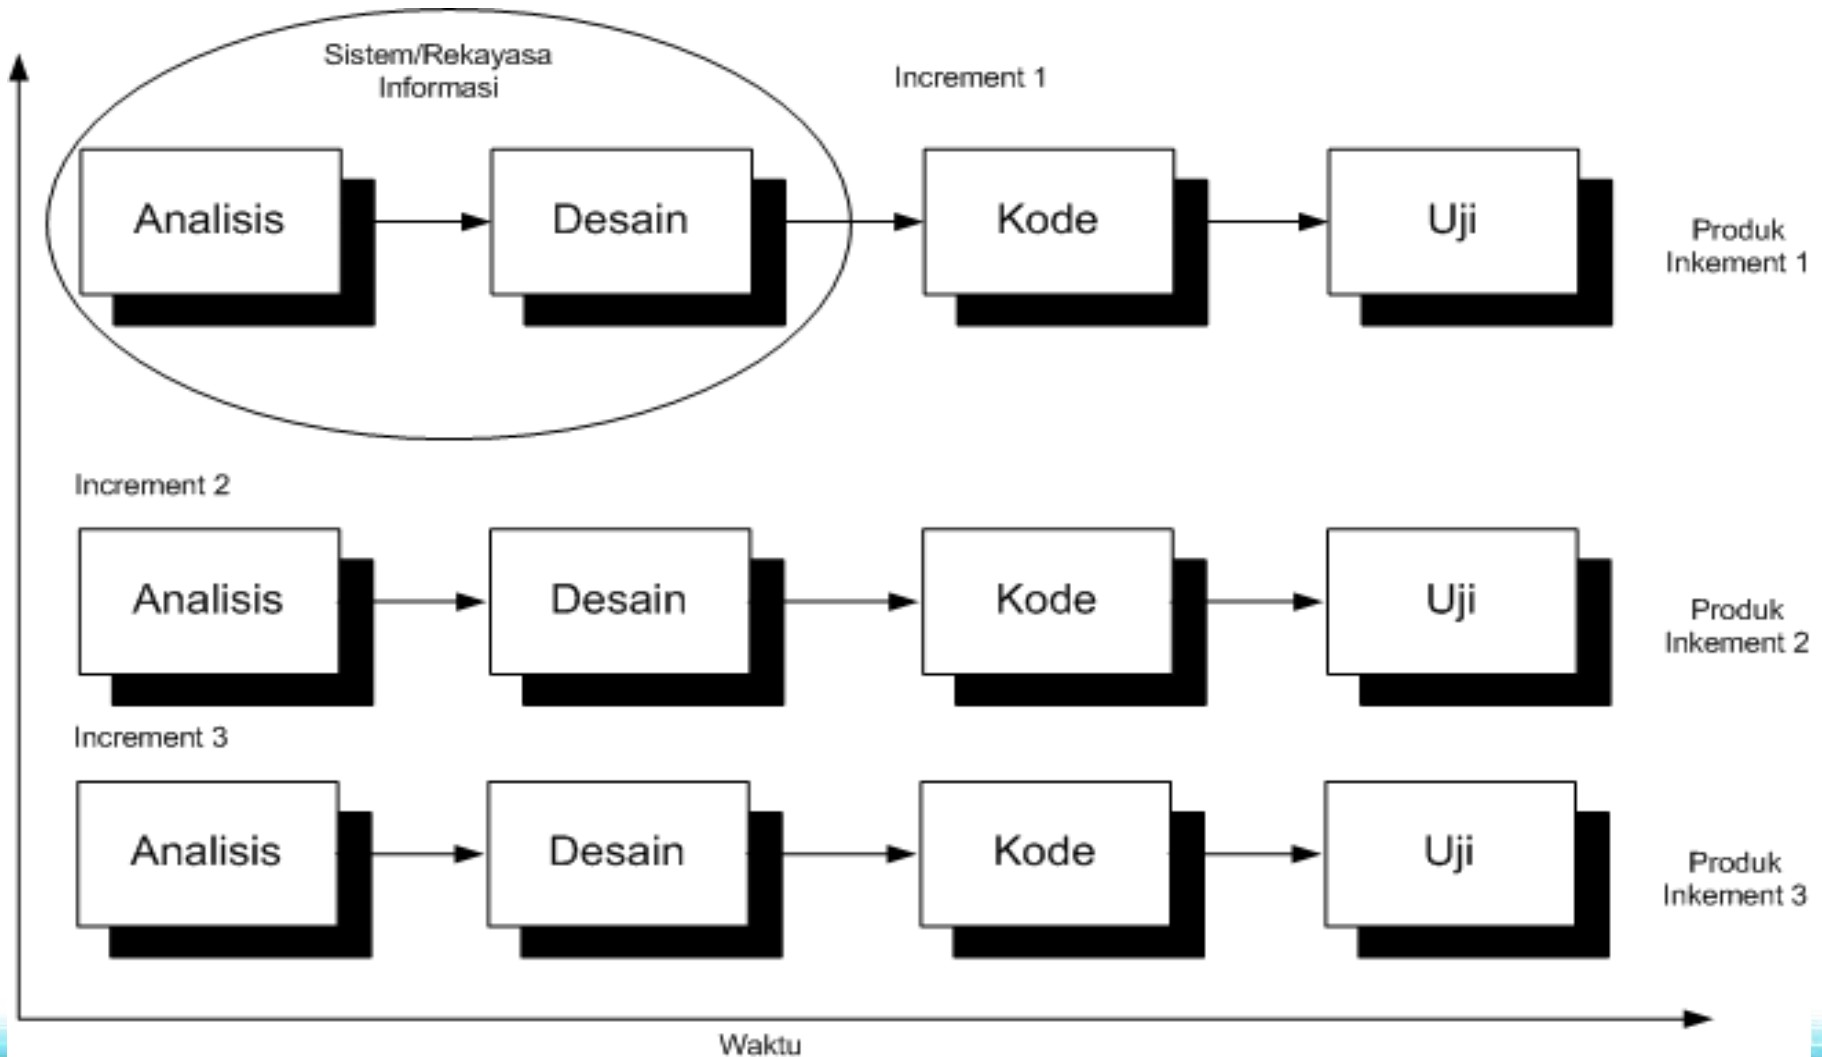 Sistem/Rekayasa
Informasi
Increment 1
Analisis
Desain
Kode
Uji
Produk
Inkement 1
Increment 2
Analisis
Desain
Kode
Uji
Produk
Inkement 2
Increment 3
Analisis
Desain
Kode
Uji
Produk
Inkement 3
Waktu